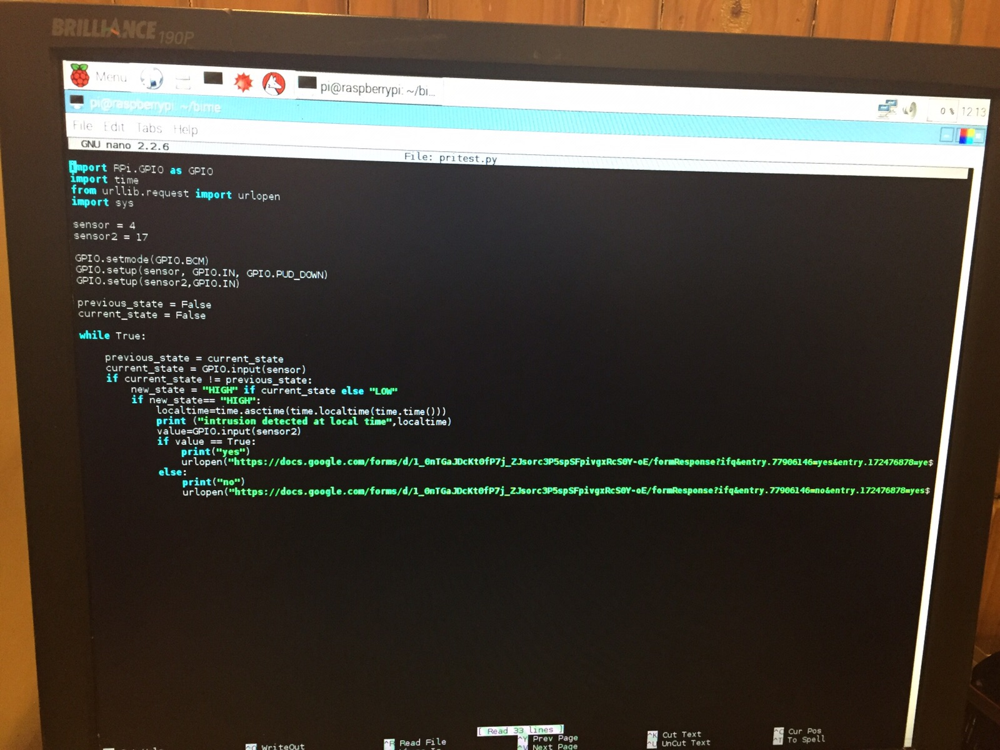 BRILLIANCE 190P
Menu
pi@raspberrypi: ~/bi...
0 % 12:13
pi@raspberrypi: ~/bime
File Edit Tabs Help
GNU nano 2.2.6
File: pritest.py
import RPi.GPIO as GPIO
import time
from urllib.request import urlopen
import sys
sensor = 4
sensor2 = 17
GPIO.setmode(GPIO.BCM)
GPIO.setup(sensor, GPIO.IN, GPIO.PUD_DOWN)
GPIO.setup(sensor2,GPIO.IN)
previous_state = False
current_state = False
while True:
previous_state = current_state
current_state = GPIO.input(sensor)
if current_state != previous_state:
new_state = "HIGH" if current_state else "LOW"
if new_state== "HIGH":
localtime=time.asctime(time.localtime(time.time()))
print ("intrusion detected at local time",localtime)
value=GPIO.input(sensor2)
if value == True:
print("yes")
urlopen("https://docs.google.com/forms/d/1_0nTGaJDcKt0fP7j_ZJsorc3P5spSFpivgxRcS0Y-oE/formResponse?ifq&entry.77906146=yes&entry.172476878=ye$
else:
print("no")
urlopen("https://docs.google.com/forms/d/1_0nTGaJDcKt0fP7j_ZJsorc3P5spSFpivgxRcS0Y-oE/formResponse?ifq&entry.77906146=no&entry.172476878=yes$
[ Read 33 lines ]
^O WriteOut ^R Read File ^Y Prev Page ^K Cut Text ^C Cur Pos
^V Next Page ^U UnCut Text ^T To Spell